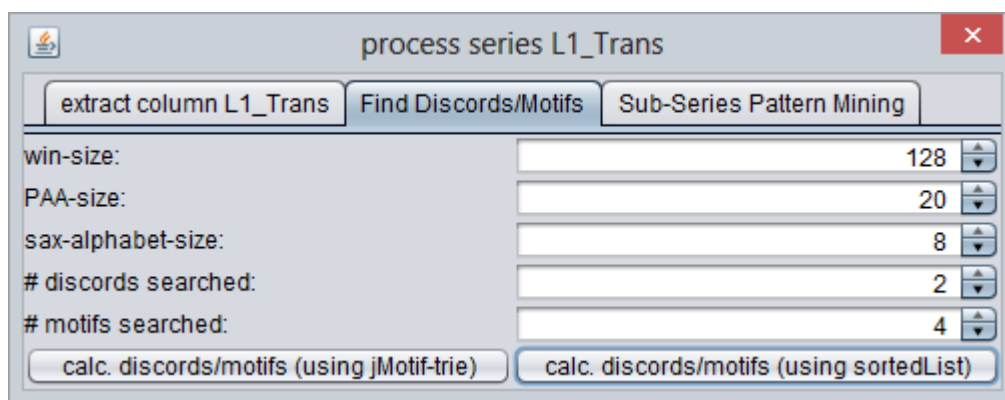 process series L1_Trans
extract column L1_Trans Find Discords/Motifs Sub-Series Pattern Mining
win-size: 128
PAA-size: 20
sax-alphabet-size: 8
# discords searched: 2
# motifs searched: 4
calc. discords/motifs (using jMotif-trie) calc. discords/motifs (using sortedList)